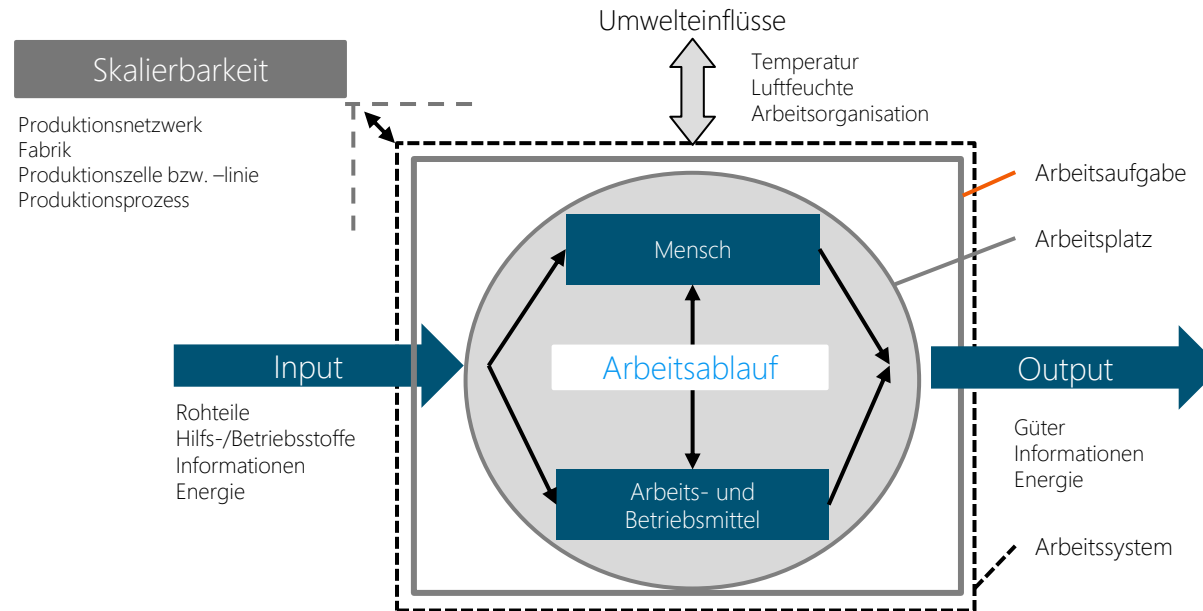 Umwelteinflüsse
Temperatur
Luftfeuchte
Arbeitsorganisation
Skalierbarkeit
Produktionsnetzwerk
Fabrik
Produktionszelle bzw. –linie
Produktionsprozess
Arbeitsaufgabe
Arbeitsplatz
Mensch
Input
Arbeitsablauf
Output
Rohteile
Hilfs-/Betriebsstoffe
Informationen
Energie
Güter
Informationen
Energie
Arbeits- und
Betriebsmittel
Arbeitssystem